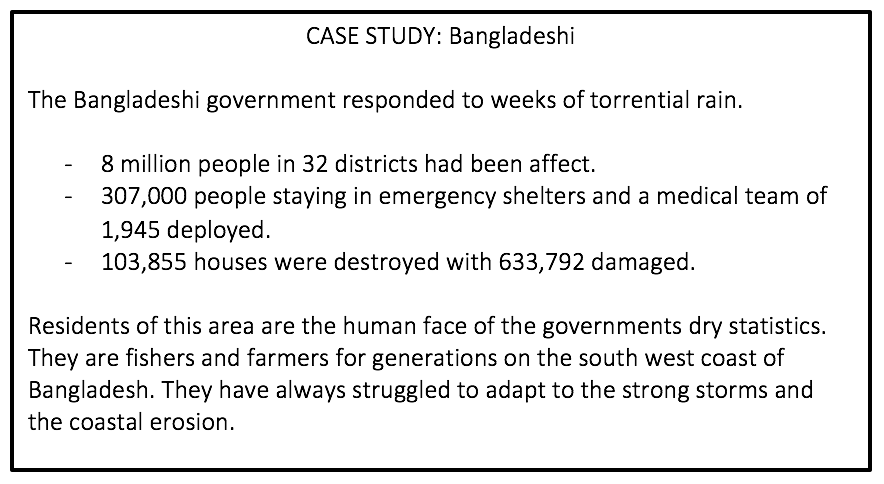 CASE STUDY: Bangladeshi
The Bangladeshi government responded to weeks of torrential rain.
- 8 million people in 32 districts had been affect.
- 307,000 people staying in emergency shelters and a medical team of
1,945 deployed.
- 103,855 houses were destroyed with 633,792 damaged.
Residents of this area are the human face of the governments dry statistics.
They are fishers and farmers for generations on the south west coast of
Bangladesh. They have always struggled to adapt to the strong storms and
the coastal erosion.